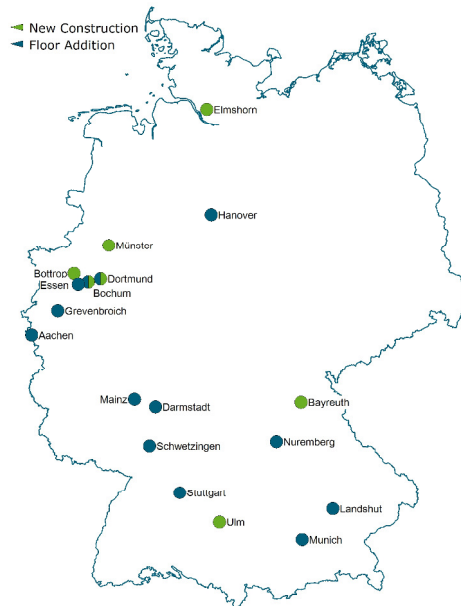 New Construction
Floor Addition
Elmshorn
Hanover
Münster
Bottrop
Dortmund
Essen
Bochum
Grevenbroich
Aachen
Mainz
Darmstadt
Bayreuth
Schwetzingen
Nuremberg
Stuttgart
Landshut
Ulm
Munich